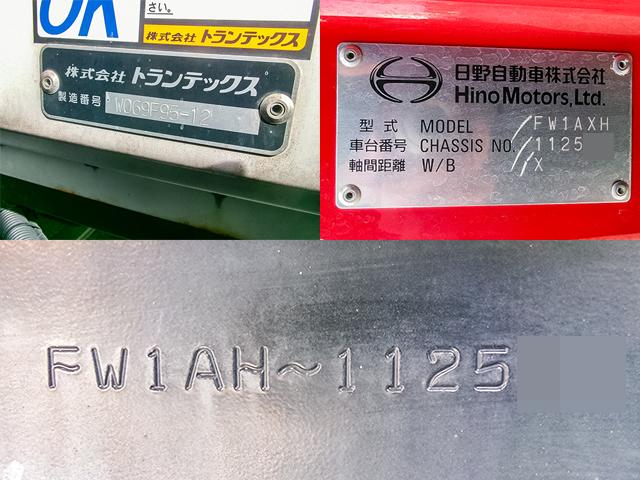 さい。
株式会社 トランテックス
株式会社 トランテックス
製造番号 W069F95-12
日野自動車株式会社
Hino Motors, Ltd.
型式 MODEL FW1AXH
車台番号 CHASSIS NO. 1125
軸間距離 W/B X
FW1AH~1125